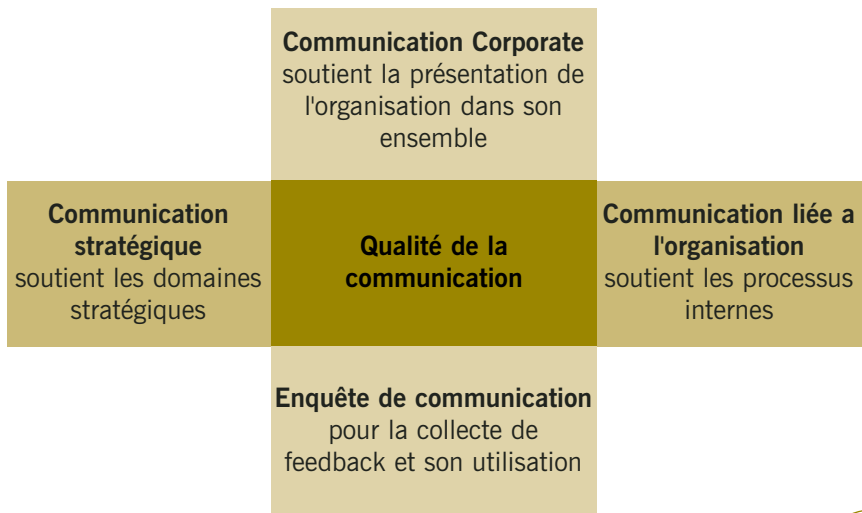 Communication Corporate
soutient la présentation de
l'organisation dans son
ensemble
Communication
stratégique
soutient les domaines
stratégiques
Qualité de la
communication
Communication liée a
l'organisation
soutient les processus
internes
Enquête de communication
pour la collecte de
feedback et son utilisation